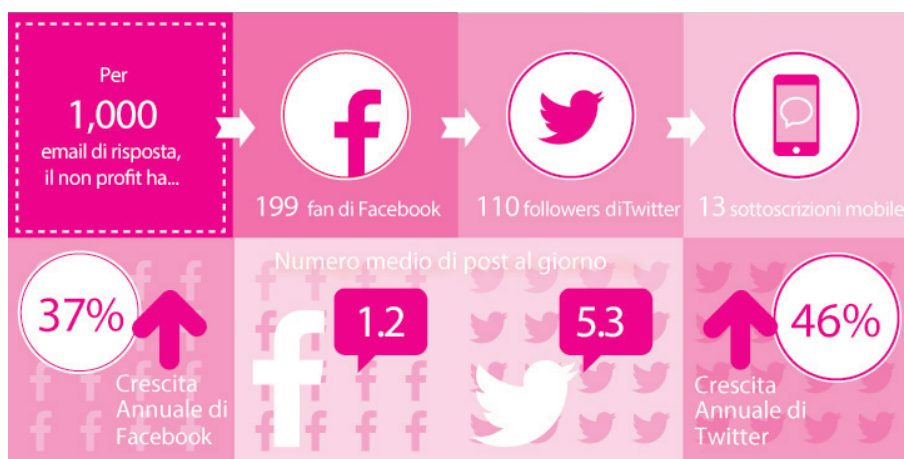 Per
1,000
email di risposta,
il non profit ha...
199 fan di Facebook
110 followers diTwitter
13 sottoscrizioni mobile
Numero medio di post al giorno
37%
Crescita
Annuale di
Facebook
1.2
5.3
Crescita
Annuale di
Twitter
46%